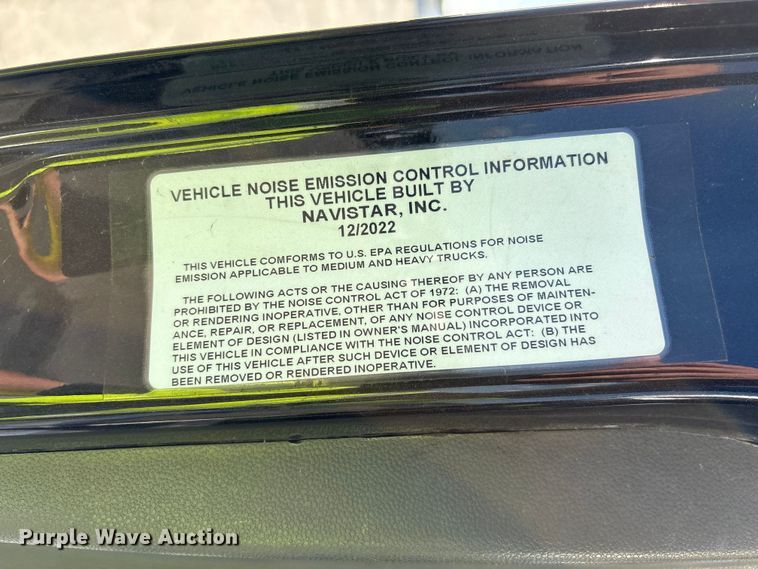 VEHICLE NOISE EMISSION CONTROL INFORMATION
THIS VEHICLE BUILT BY
NAVISTAR, INC.
12/2022
THIS VEHICLE COMFORMS TO U.S. EPA REGULATIONS FOR NOISE
EMISSION APPLICABLE TO MEDIUM AND HEAVY TRUCKS.
THE FOLLOWING ACTS OR THE CAUSING THEREOF BY ANY PERSON ARE
PROHIBITED BY THE NOISE CONTROL ACT OF 1972: (A) THE REMOVAL
OR RENDERING INOPERATIVE, OTHER THAN FOR PURPOSES OF MAINTEN-
ANCE, REPAIR, OR REPLACEMENT, OF ANY NOISE CONTROL DEVICE OR
ELEMENT OF DESIGN (LISTED IN OWNER'S MANUAL) INCORPORATED INTO
THIS VEHICLE IN COMPLIANCE WITH THE NOISE CONTROL ACT: (B) THE
USE OF THIS VEHICLE AFTER SUCH DEVICE OR ELEMENT OF DESIGN HAS
BEEN REMOVED OR RENDERED INOPERATIVE.
Purple Wave Auction